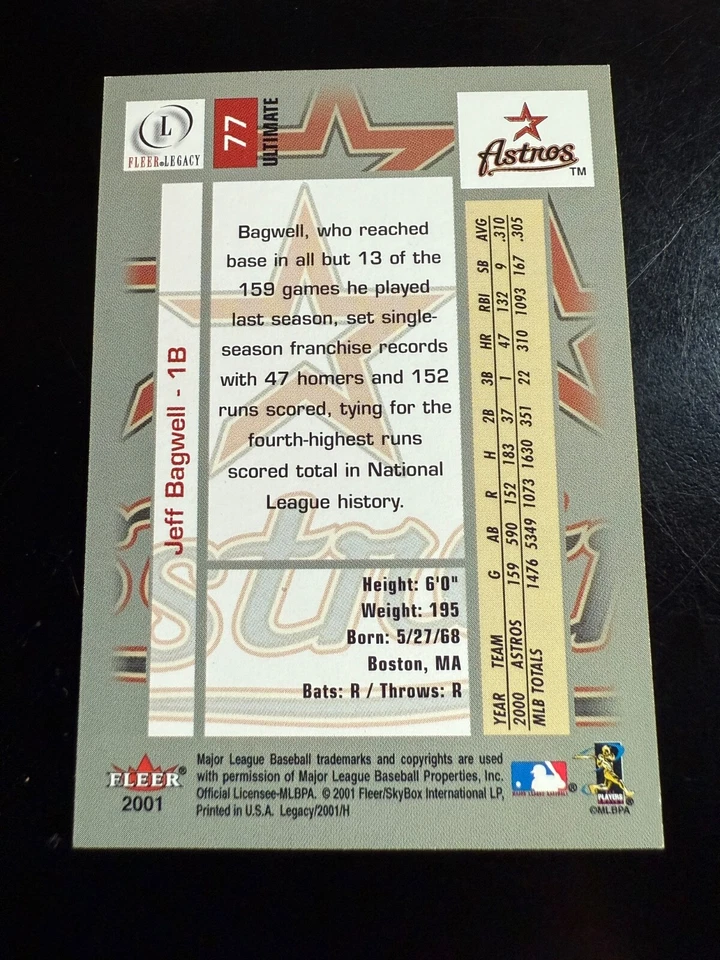 L
FLEER LEGACY
77
ULTIMATE
Astros
TM
Jeff Bagwell - 1B
Bagwell, who reached
base in all but 13 of the
159 games he played
last season, set single-
season franchise records
with 47 homers and 152
runs scored, tying for the
fourth-highest runs
scored total in National
League history.
Height: 6'0"
Weight: 195
Born: 5/27/68
Boston, MA
Bats: R / Throws: R
YEAR TEAM G AB R H 2B 3B HR RBI SB AVG
2000 ASTROS 159 590 152 183 37 1 47 132 9 .310
MLB TOTALS 1476 5349 1073 1630 351 22 310 1093 167 .305
FLEER®
2001
Major League Baseball trademarks and copyrights are used
with permission of Major League Baseball Properties, Inc.
Official Licensee-MLBPA. © 2001 Fleer/SkyBox International LP,
Printed in U.S.A. Legacy/2001/H
PLAYERS
©MLBPA